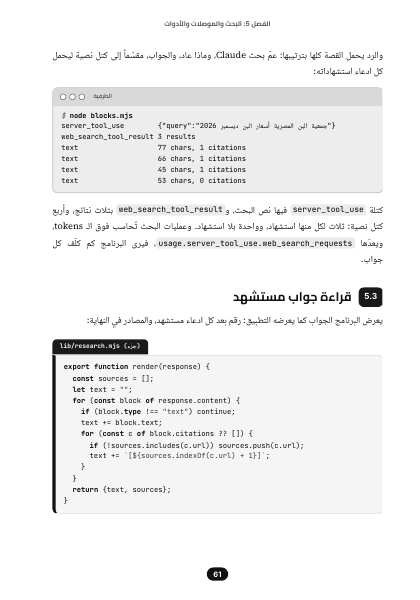 الفصل 5: البحث والموصلات والأدوات
والرد يحمل القصة كلها بترتيبها: عمّ بحث Claude، وماذا عاد، والجواب، مقسّماً إلى كتل نصية ليحمل
كل ادعاء استشهاداته:
الطرفية
$ node blocks.mjs
server_tool_use {"query":"جمعية البن المصرية أسعار البن ديسمبر 2026"}
web_search_tool_result 3 results
text 77 chars, 1 citations
text 66 chars, 1 citations
text 45 chars, 1 citations
text 53 chars, 0 citations
كتلة server_tool_use فيها نص البحث، وweb_search_tool_result بثلاث نتائج، وأربع
كتل نصية: ثلاث لكل منها استشهاد، وواحدة بلا استشهاد. وعمليات البحث تُحاسب فوق الـ tokens،
ويعدّها usage.server_tool_use.web_search_requests، فيرى البرنامج كم كلّف كل
جواب.
5.3 قراءة جواب مستشهد
يعرض البرنامج الجواب كما يعرضه التطبيق: رقم بعد كل ادعاء مستشهد، والمصادر في النهاية:
lib/research.mjs (جزء)
export function render(response) {
  const sources = [];
  let text = "";
  for (const block of response.content) {
    if (block.type !== "text") continue;
    text += block.text;
    for (const c of block.citations ?? []) {
      if (!sources.includes(c.url)) sources.push(c.url);
      text += `[${sources.indexOf(c.url) + 1}]`;
    }
  }
  return {text, sources};
}
61